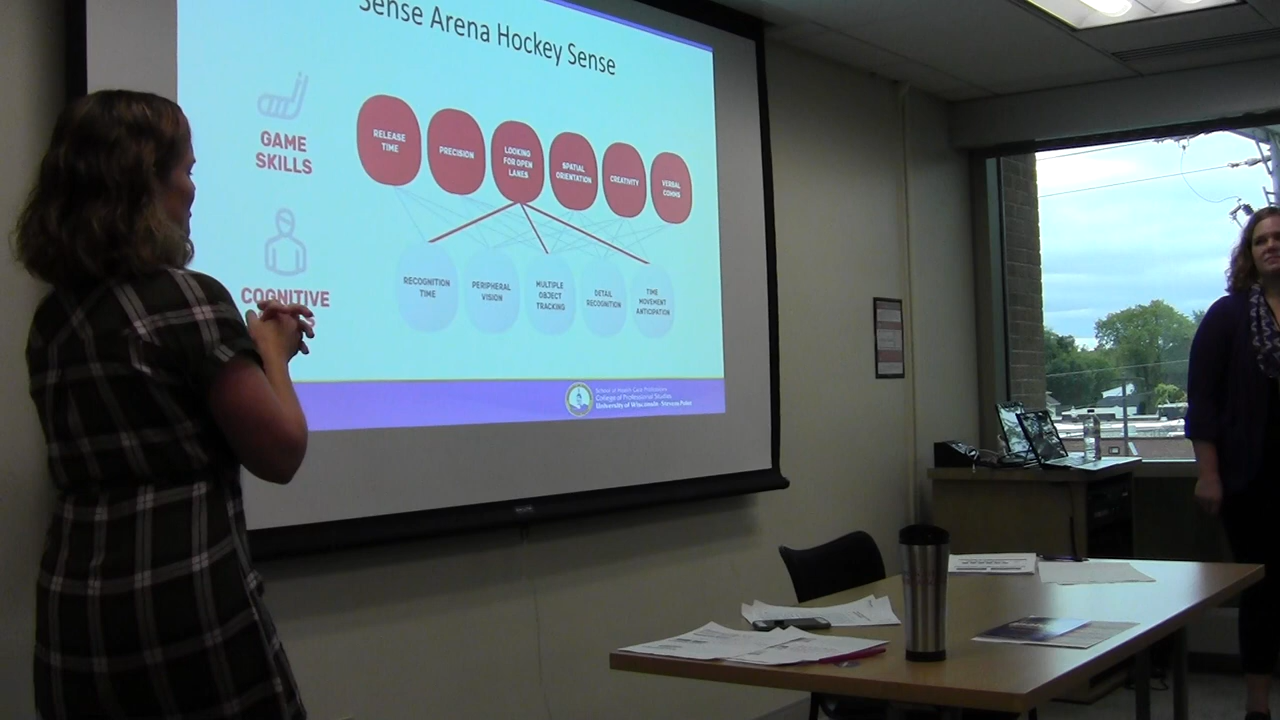 Sense Arena Hockey Sense
GAME
SKILLS
RELEASE
TIME
PRECISION
LOOKING
FOR OPEN
LANES
SPATIAL
ORIENTATION
CREATIVITY
VERBAL
COMMS
COGNITIVE
RECOGNITION
TIME
PERIPHERAL
VISION
MULTIPLE
OBJECT
TRACKING
DETAIL
RECOGNITION
TIME
MOVEMENT
ANTICIPATION
School of Health Care Professions
College of Professional Studies
University of Wisconsin - Stevens Point